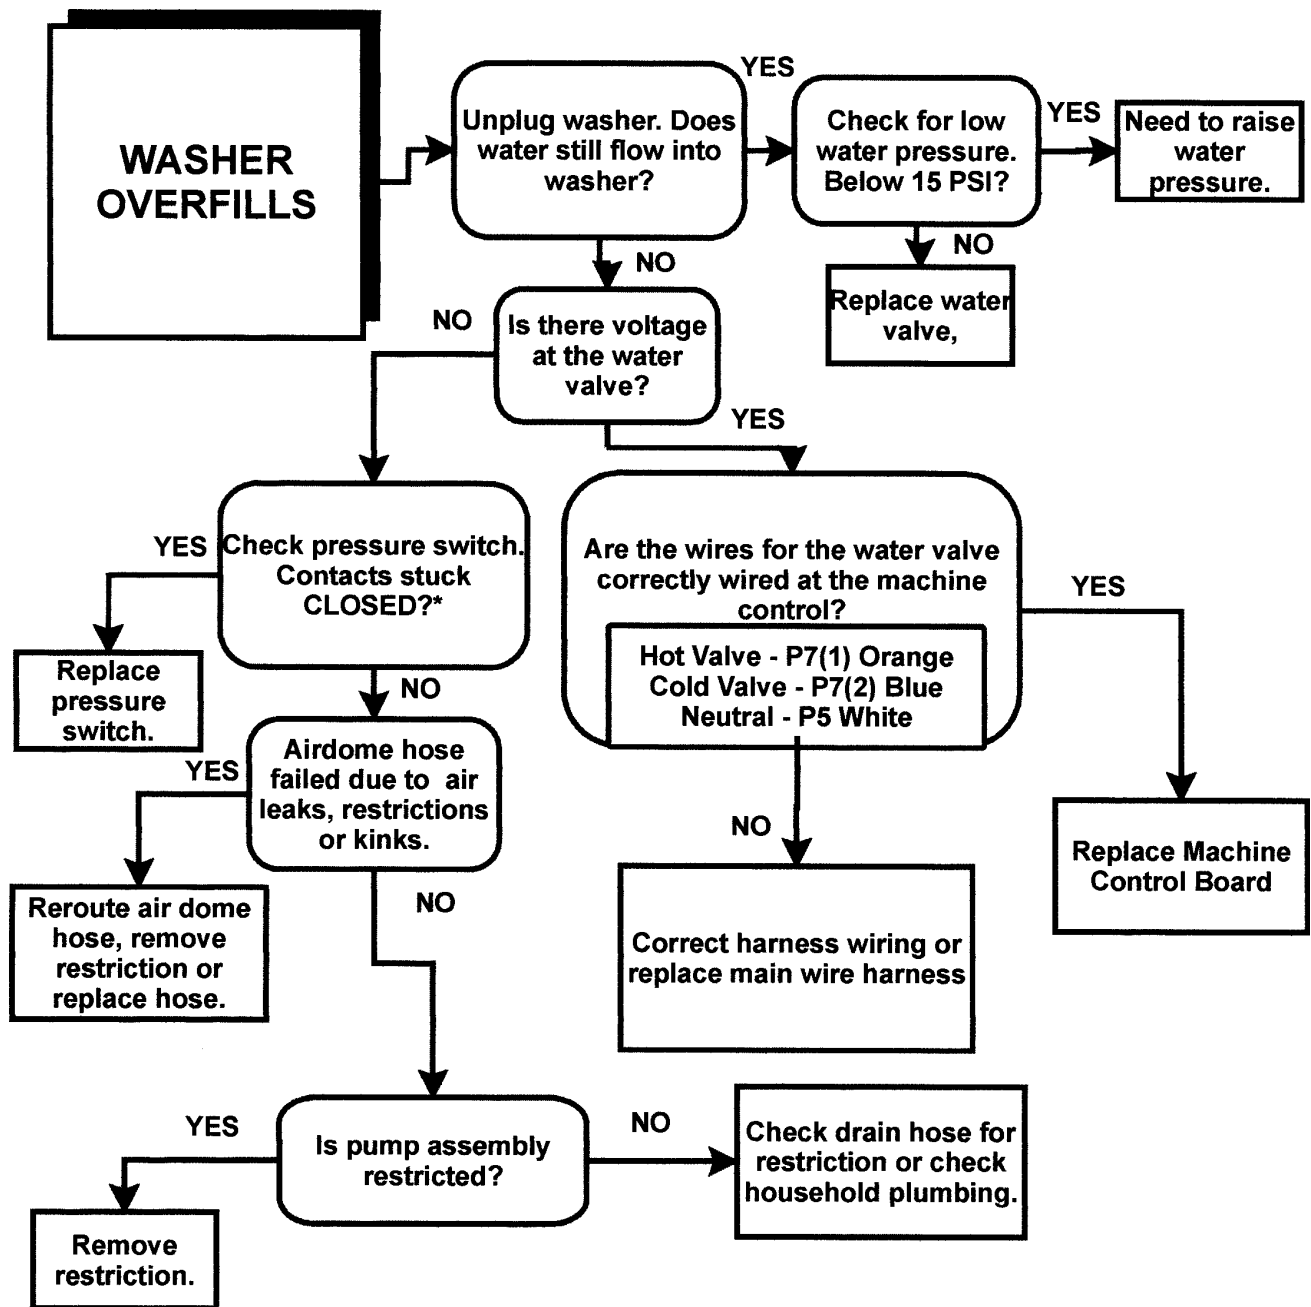 WASHER
OVERFILLS
Unplug washer. Does
water still flow into
washer?
YES
Check for low
water pressure.
Below 15 PSI?
YES
Need to raise
water
pressure.
NO
Replace water
valve,
NO
Is there voltage
at the water
valve?
NO
YES
Check pressure switch.
Contacts stuck
CLOSED?*
YES
Replace
pressure
switch.
NO
Are the wires for the water valve
correctly wired at the machine
control?
Hot Valve - P7(1) Orange
Cold Valve - P7(2) Blue
Neutral - P5 White
YES
Replace Machine
Control Board
NO
Correct harness wiring or
replace main wire harness
Airdome hose
failed due to air
leaks, restrictions
or kinks.
YES
Reroute air dome
hose, remove
restriction or
replace hose.
NO
Is pump assembly
restricted?
YES
Remove
restriction.
NO
Check drain hose for
restriction or check
household plumbing.